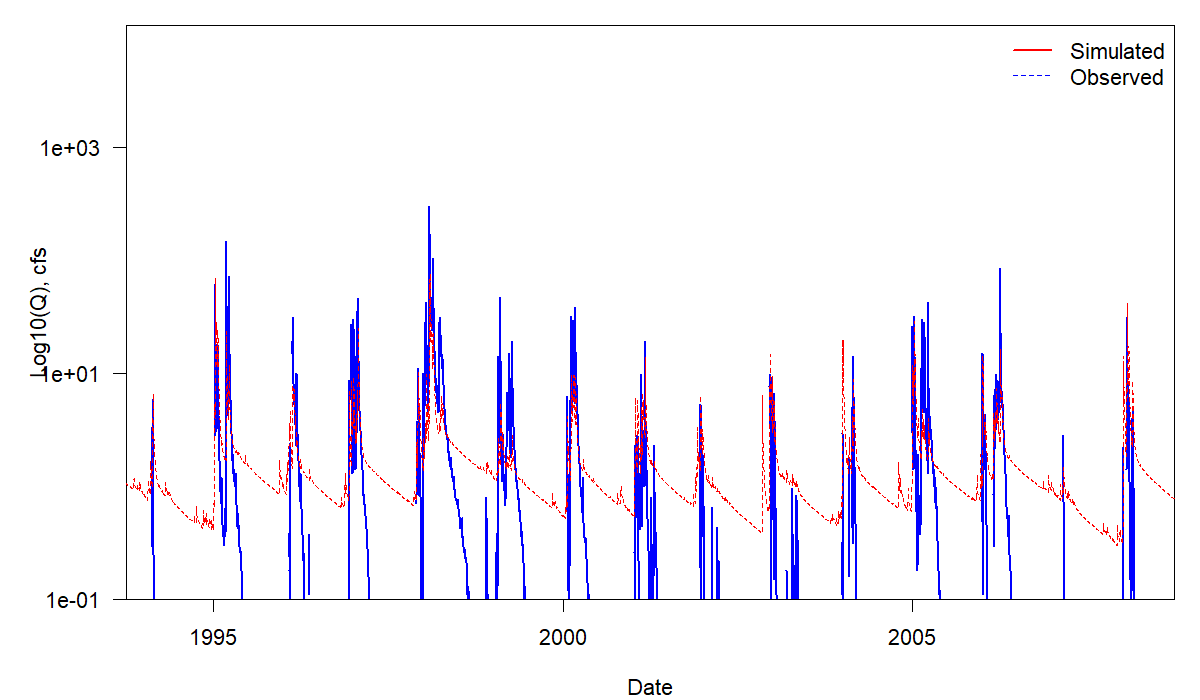 Simulated
Observed
1e+03
1e+01
1e-01
Log10(Q), cfs
1995
2000
2005
Date